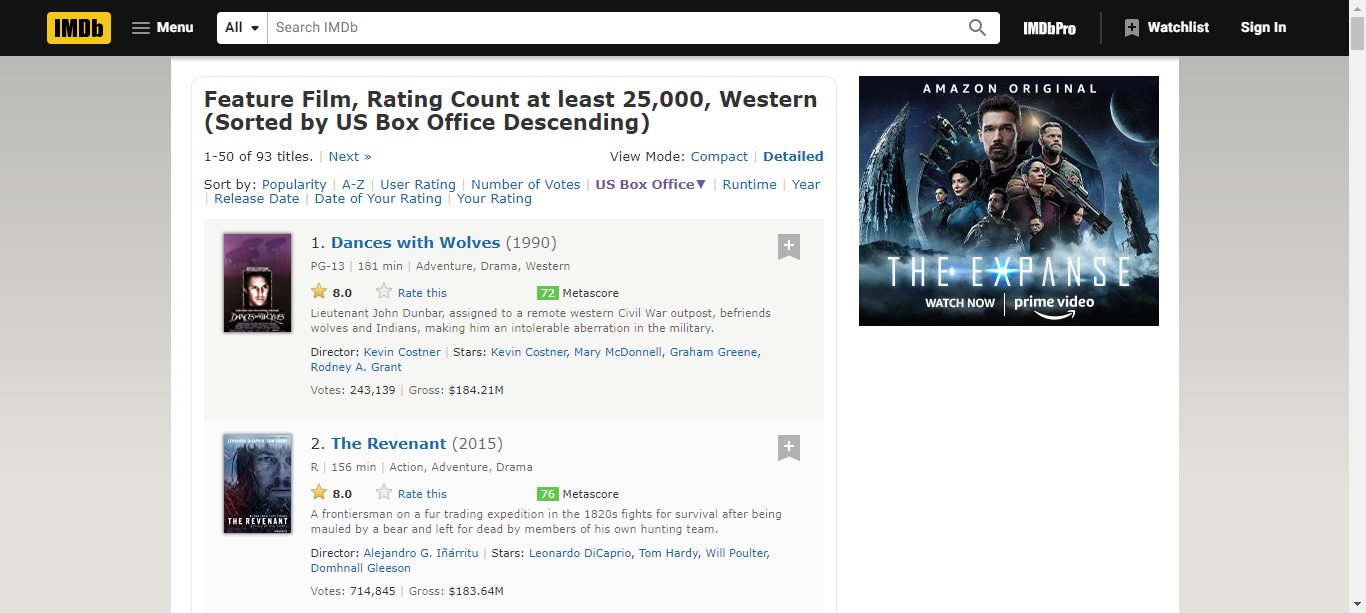 IMDb Menu All Search IMDb IMDbPro Watchlist Sign In
Feature Film, Rating Count at least 25,000, Western
(Sorted by US Box Office Descending)
1-50 of 93 titles. | Next » View Mode: Compact | Detailed
Sort by: Popularity | A-Z | User Rating | Number of Votes | US Box Office▼ | Runtime | Year
| Release Date | Date of Your Rating | Your Rating
1. Dances with Wolves (1990)
PG-13 | 181 min | Adventure, Drama, Western
8.0 Rate this 72 Metascore
Lieutenant John Dunbar, assigned to a remote western Civil War outpost, befriends
wolves and Indians, making him an intolerable aberration in the military.
Director: Kevin Costner | Stars: Kevin Costner, Mary McDonnell, Graham Greene,
Rodney A. Grant
Votes: 243,139 | Gross: $184.21M
DANCES WITH WOLVES
2. The Revenant (2015)
R | 156 min | Action, Adventure, Drama
8.0 Rate this 76 Metascore
A frontiersman on a fur trading expedition in the 1820s fights for survival after being
mauled by a bear and left for dead by members of his own hunting team.
Director: Alejandro G. Iñárritu | Stars: Leonardo DiCaprio, Tom Hardy, Will Poulter,
Domhnall Gleeson
Votes: 714,845 | Gross: $183.64M
THE REVENANT
AMAZON ORIGINAL
THE EXPANSE
WATCH NOW | prime video